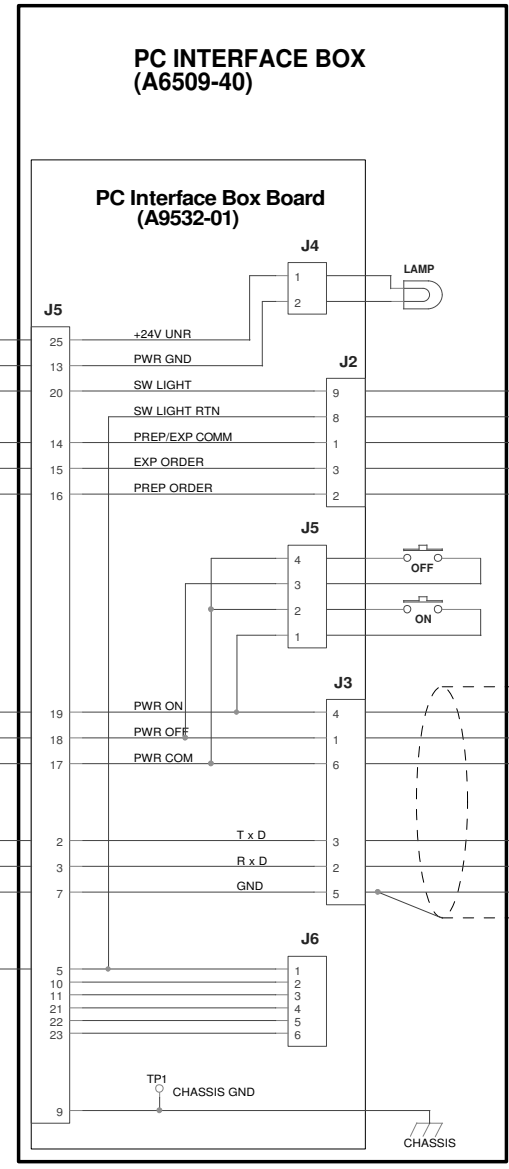 PC INTERFACE BOX
(A6509-40)
PC Interface Box Board
(A9532-01)
J4
LAMP
1
2
J5
25 +24V UNR
13 PWR GND
J2
20 SW LIGHT 9
SW LIGHT RTN 8
14 PREP/EXP COMM 1
15 EXP ORDER 3
16 PREP ORDER 2
J5
4
OFF
3
2
ON
1
J3
19 PWR ON 4
18 PWR OFF 1
17 PWR COM 6
2 T x D 3
3 R x D 2
7 GND 5
J6
5 1
10 2
11 3
21 4
22 5
23 6
TP1
CHASSIS GND
9
CHASSIS